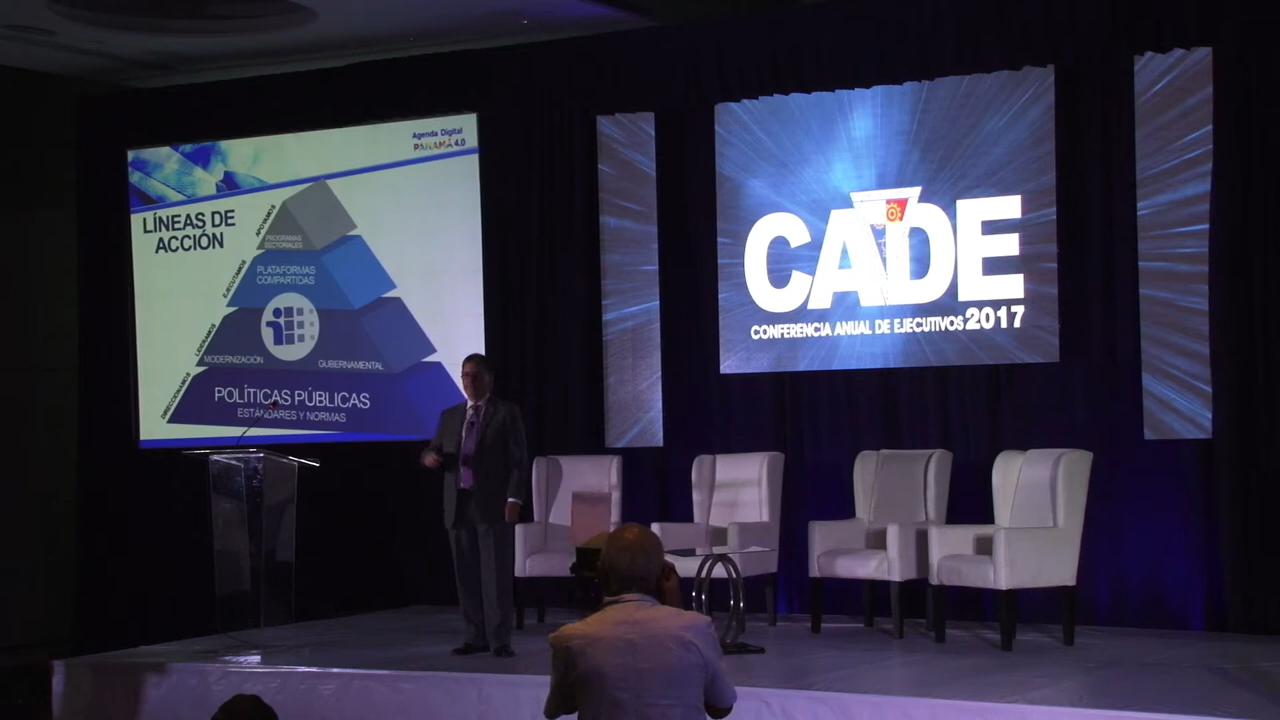 Agenda Digital
PANAMÁ 4.0
LÍNEAS DE
ACCIÓN
APOYAMOS
PROGRAMAS
SECTORIALES
EJECUTAMOS
PLATAFORMAS
COMPARTIDAS
LIDERAMOS
MODERNIZACIÓN
GUBERNAMENTAL
DIRECCIONAMOS
POLÍTICAS PÚBLICAS
ESTÁNDARES Y NORMAS
CADE
CONFERENCIA ANUAL DE EJECUTIVOS 2017